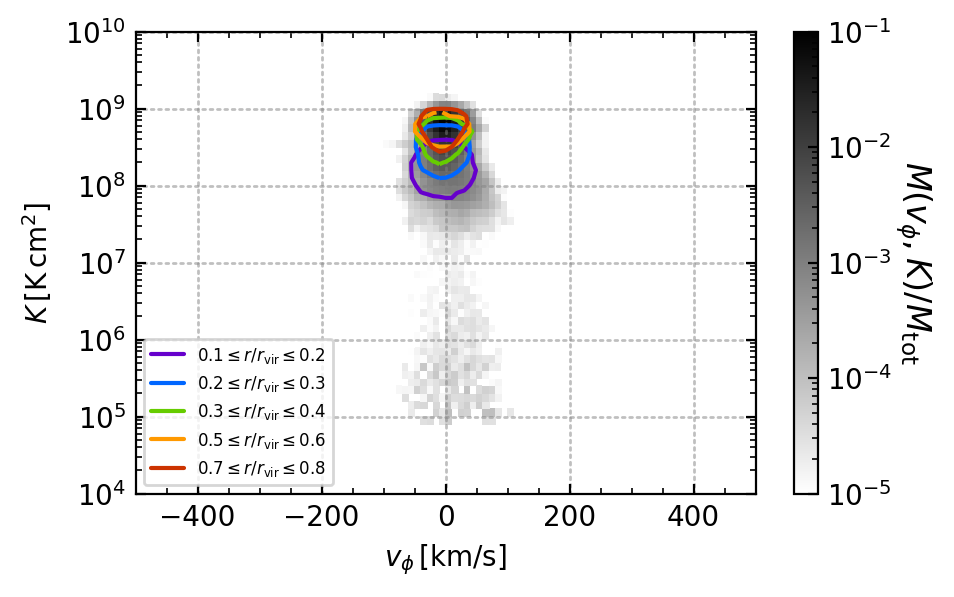 10^10
10^9
10^8
10^7
10^6
10^5
10^4
K [K cm^2]
0.1 ≤ r/r_vir ≤ 0.2
0.2 ≤ r/r_vir ≤ 0.3
0.3 ≤ r/r_vir ≤ 0.4
0.5 ≤ r/r_vir ≤ 0.6
0.7 ≤ r/r_vir ≤ 0.8
−400 −200 0 200 400
v_ϕ [km/s]
10^−1
10^−2
10^−3
10^−4
10^−5
M(v_ϕ, K)/M_tot